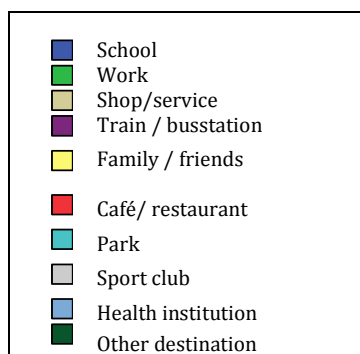 School
Work
Shop/service
Train / busstation
Family / friends
Café/ restaurant
Park
Sport club
Health institution
Other destination